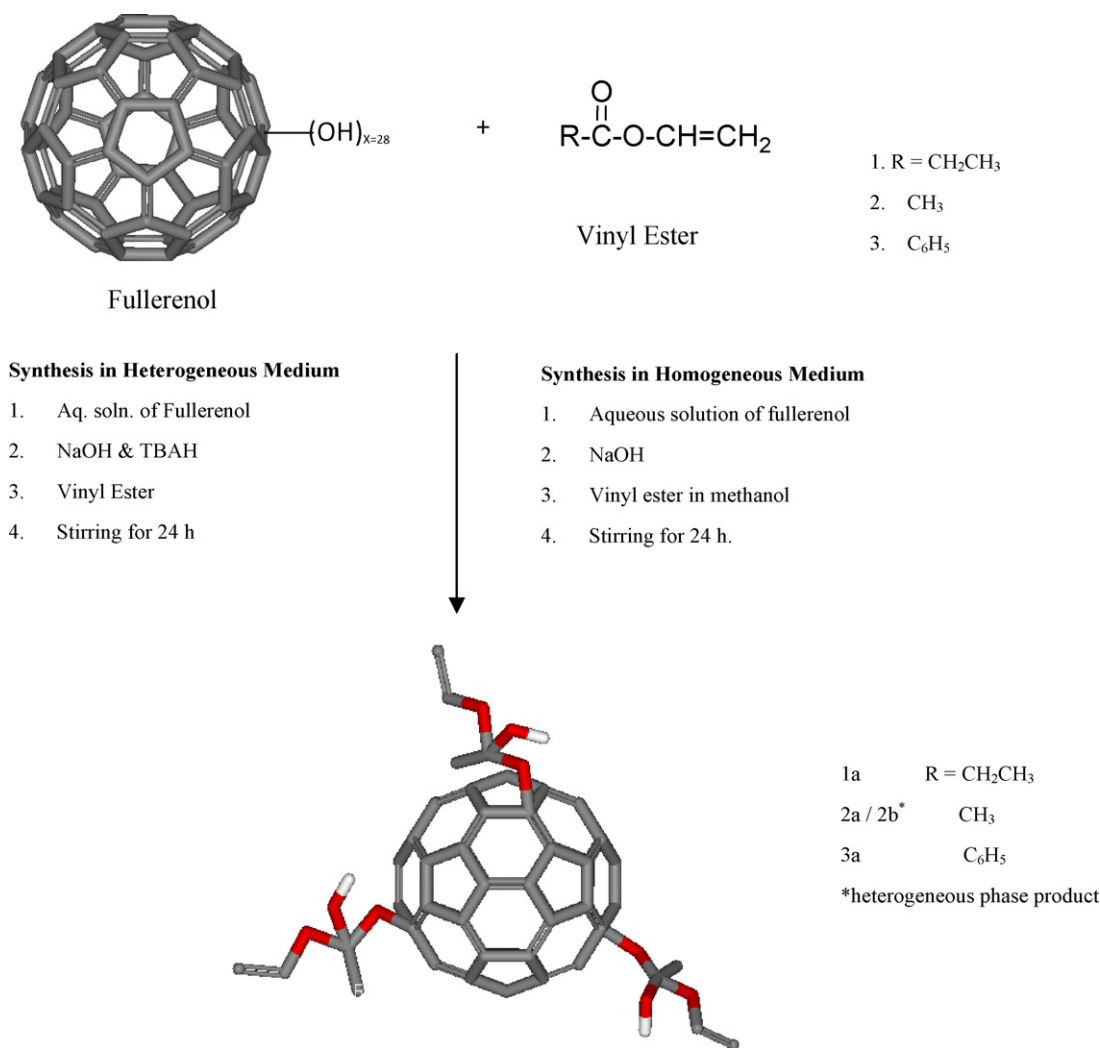 (OH)x=28
+
O
R-C-O-CH=CH2
1. R = CH2CH3
2. CH3
3. C6H5
Vinyl Ester
Fullerenol
Synthesis in Heterogeneous Medium
1. Aq. soln. of Fullerenol
2. NaOH & TBAH
3. Vinyl Ester
4. Stirring for 24 h
Synthesis in Homogeneous Medium
1. Aqueous solution of fullerenol
2. NaOH
3. Vinyl ester in methanol
4. Stirring for 24 h.
1a R = CH2CH3
2a / 2b* CH3
3a C6H5
*heterogeneous phase product
R